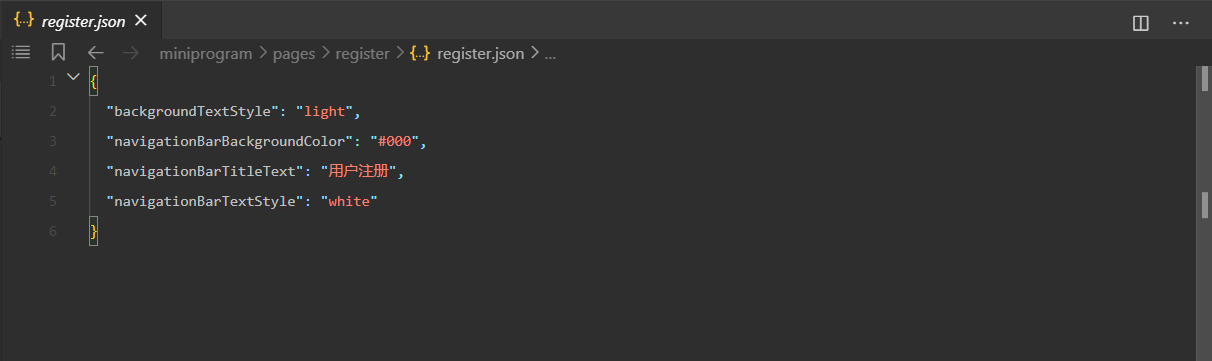 {..} register.json ×
miniprogram > pages > register > {..} register.json > ...
1 {
2 "backgroundTextStyle": "light",
3 "navigationBarBackgroundColor": "#000",
4 "navigationBarTitleText": "用户注册",
5 "navigationBarTextStyle": "white"
6 }